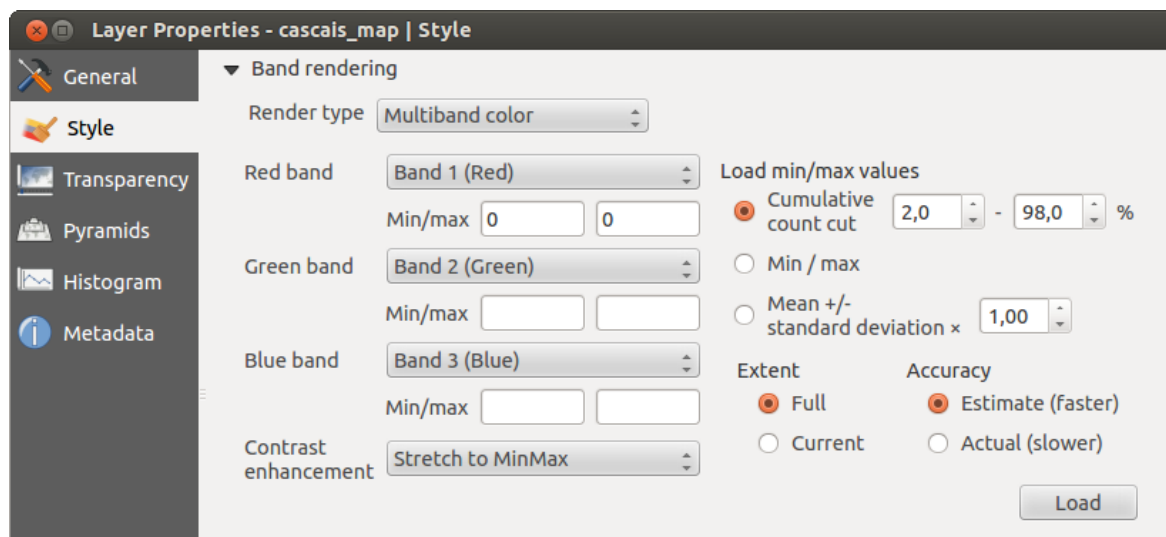 Layer Properties - cascais_map | Style
General
Style
Transparency
Pyramids
Histogram
Metadata
Band rendering
Render type Multiband color
Red band Band 1 (Red)
Min/max 0 0
Green band Band 2 (Green)
Min/max
Blue band Band 3 (Blue)
Min/max
Contrast
enhancement Stretch to MinMax
Load min/max values
Cumulative
count cut 2,0 - 98,0 %
Min / max
Mean +/-
standard deviation × 1,00
Extent
Full
Current
Accuracy
Estimate (faster)
Actual (slower)
Load